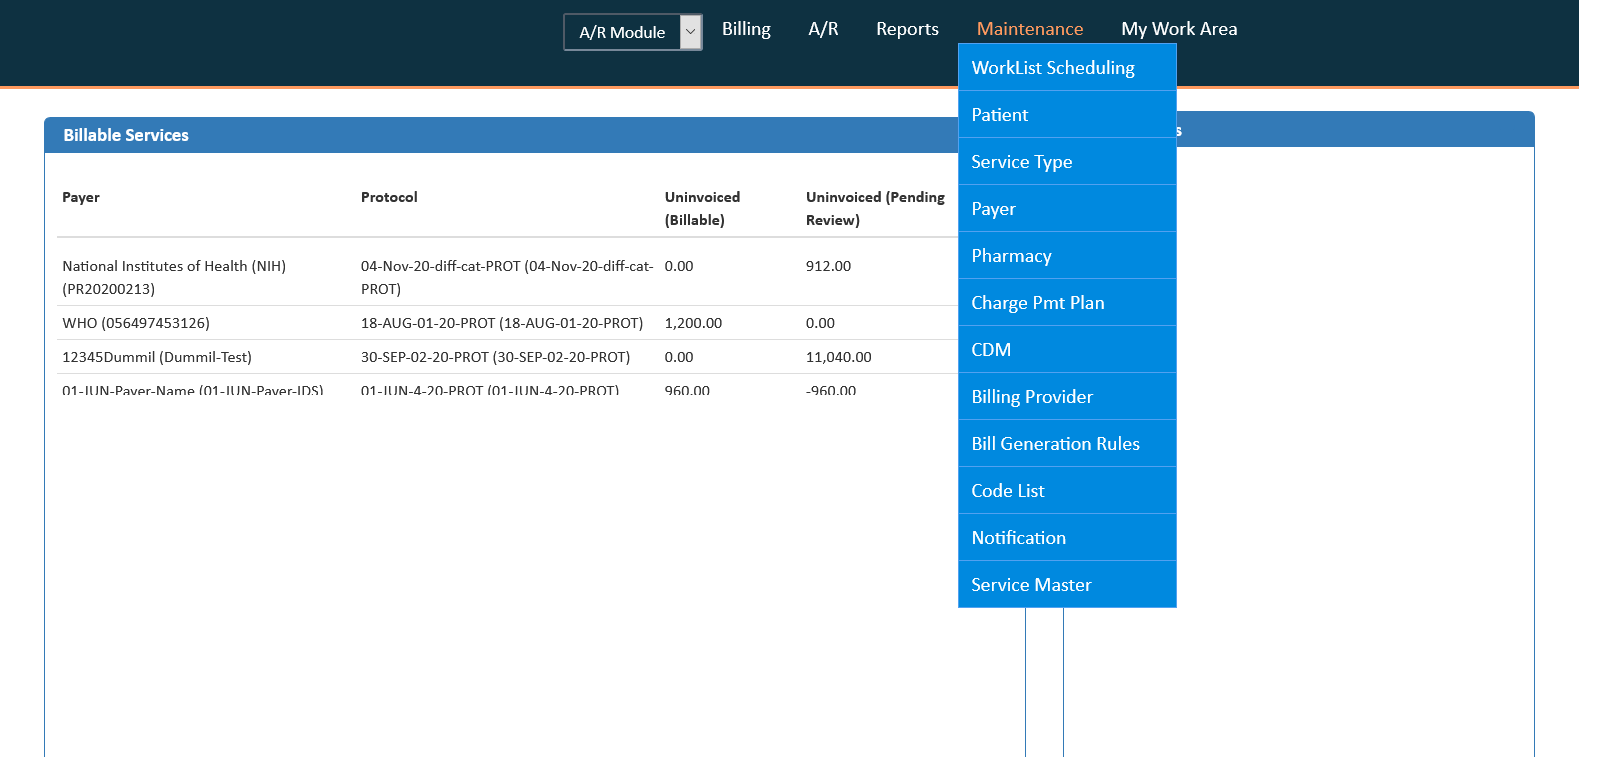 A/R Module
Billing
A/R
Reports
Maintenance
My Work Area
WorkList Scheduling
Patient
Service Type
Payer
Pharmacy
Charge Pmt Plan
CDM
Billing Provider
Bill Generation Rules
Code List
Notification
Service Master
Billable Services
s
Payer
Protocol
Uninvoiced
(Billable)
Uninvoiced (Pending
Review)
National Institutes of Health (NIH)
(PR20200213)
04-Nov-20-diff-cat-PROT (04-Nov-20-diff-cat-
PROT)
0.00
912.00
WHO (056497453126)
18-AUG-01-20-PROT (18-AUG-01-20-PROT)
1,200.00
0.00
12345Dummil (Dummil-Test)
30-SEP-02-20-PROT (30-SEP-02-20-PROT)
0.00
11,040.00
01-JUN-Payer-Name (01-JUN-Payer-IDS)
01-JUN-4-20-PROT (01-JUN-4-20-PROT)
960.00
-960.00